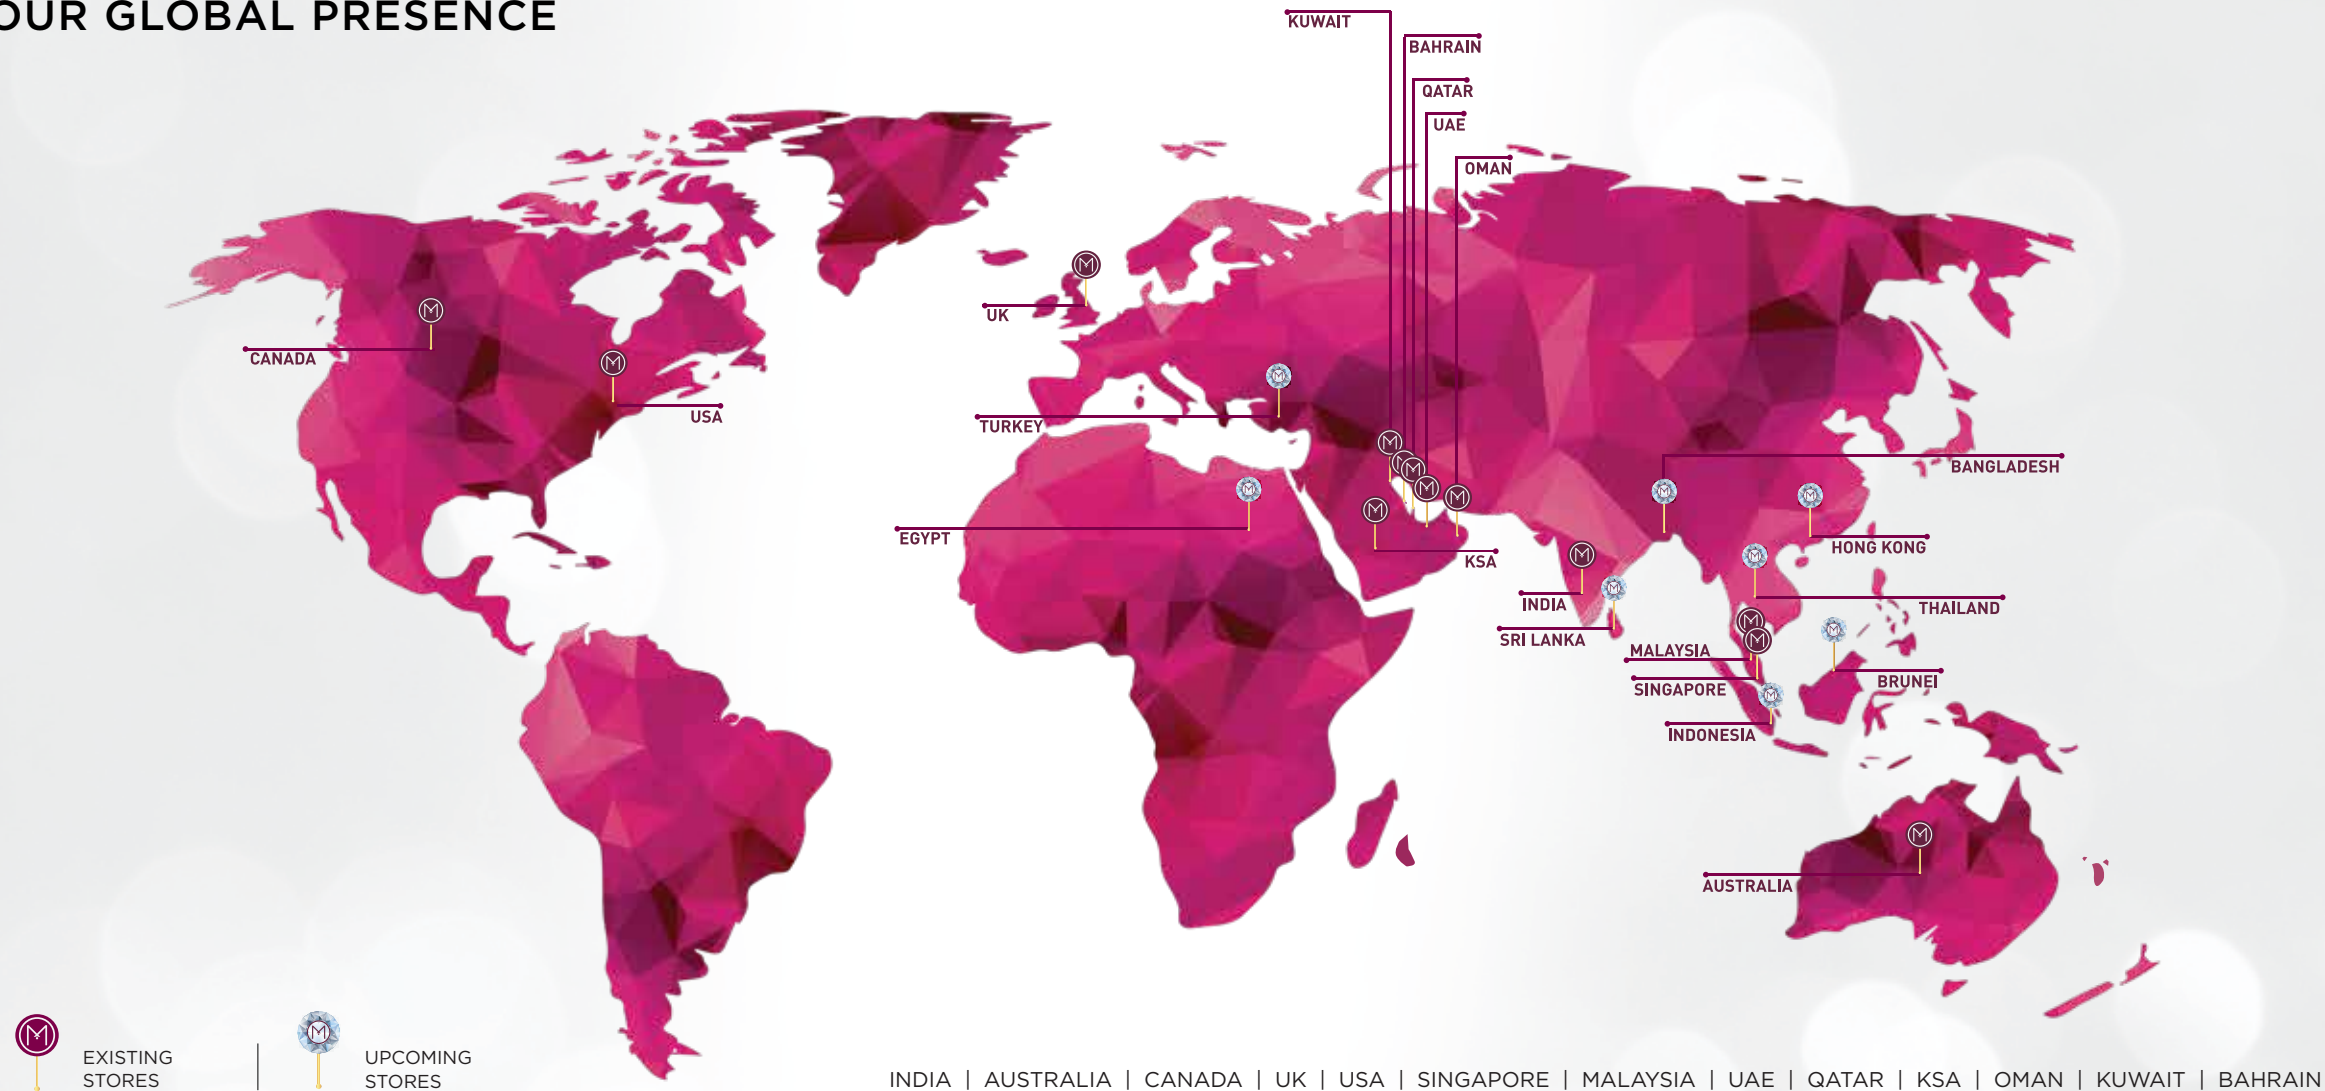 OUR GLOBAL PRESENCE
KUWAIT
BAHRAIN
QATAR
UAE
OMAN
UK
CANADA
USA
TURKEY
BANGLADESH
EGYPT
HONG KONG
KSA
INDIA
THAILAND
SRI LANKA
MALAYSIA
BRUNEI
SINGAPORE
INDONESIA
AUSTRALIA
EXISTING
STORES
UPCOMING
STORES
INDIA | AUSTRALIA | CANADA | UK | USA | SINGAPORE | MALAYSIA | UAE | QATAR | KSA | OMAN | KUWAIT | BAHRAIN